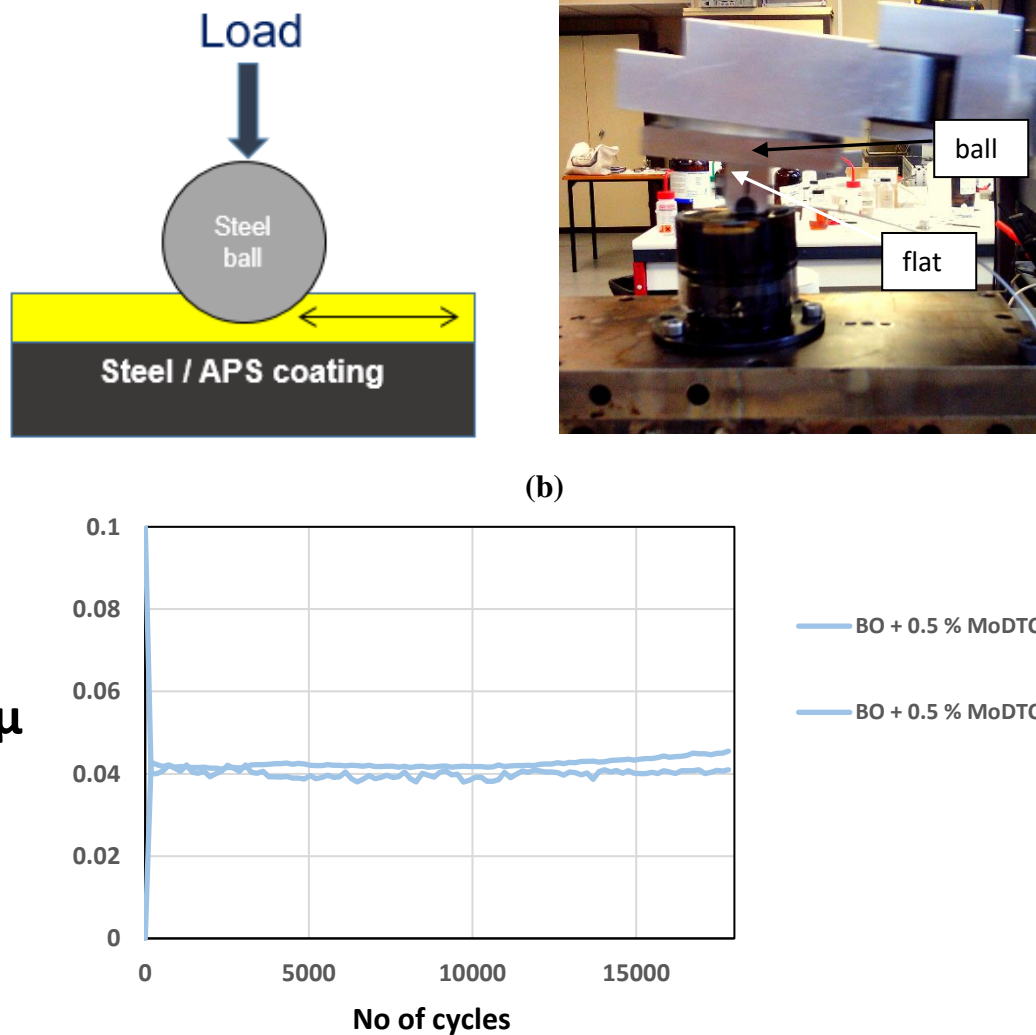 Load
Steel
ball
Steel / APS coating
ball
flat
(b)
0.1
0.08
0.06
0.04
0.02
0
μ
0
5000
10000
15000
No of cycles
BO + 0.5 % MoDTC
BO + 0.5 % MoDTC